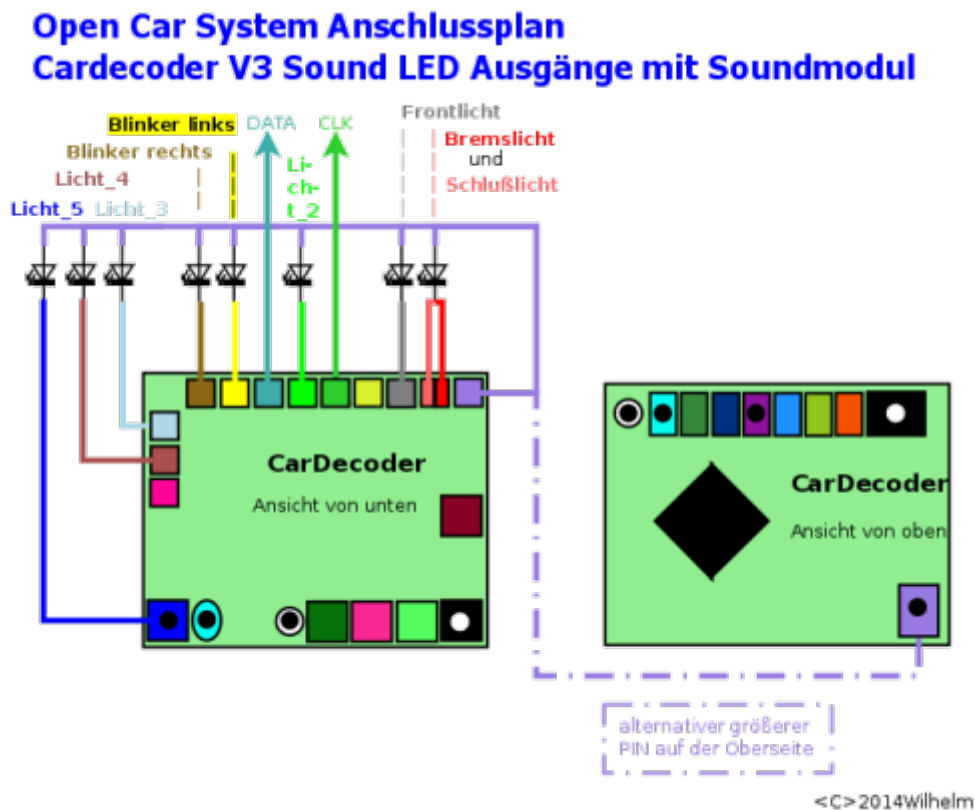 Open Car System Anschlussplan
Cardecoder V3 Sound LED Ausgänge mit Soundmodul
Frontlicht
Blinker links DATA CLK
Bremslicht
und
Schlußlicht
Blinker rechts
Li-
ch-
t_2
Licht_4
Licht_5 Licht_3
CarDecoder
Ansicht von unten
CarDecoder
Ansicht von oben
alternativer größerer
PIN auf der Oberseite
<C>2014Wilhelm